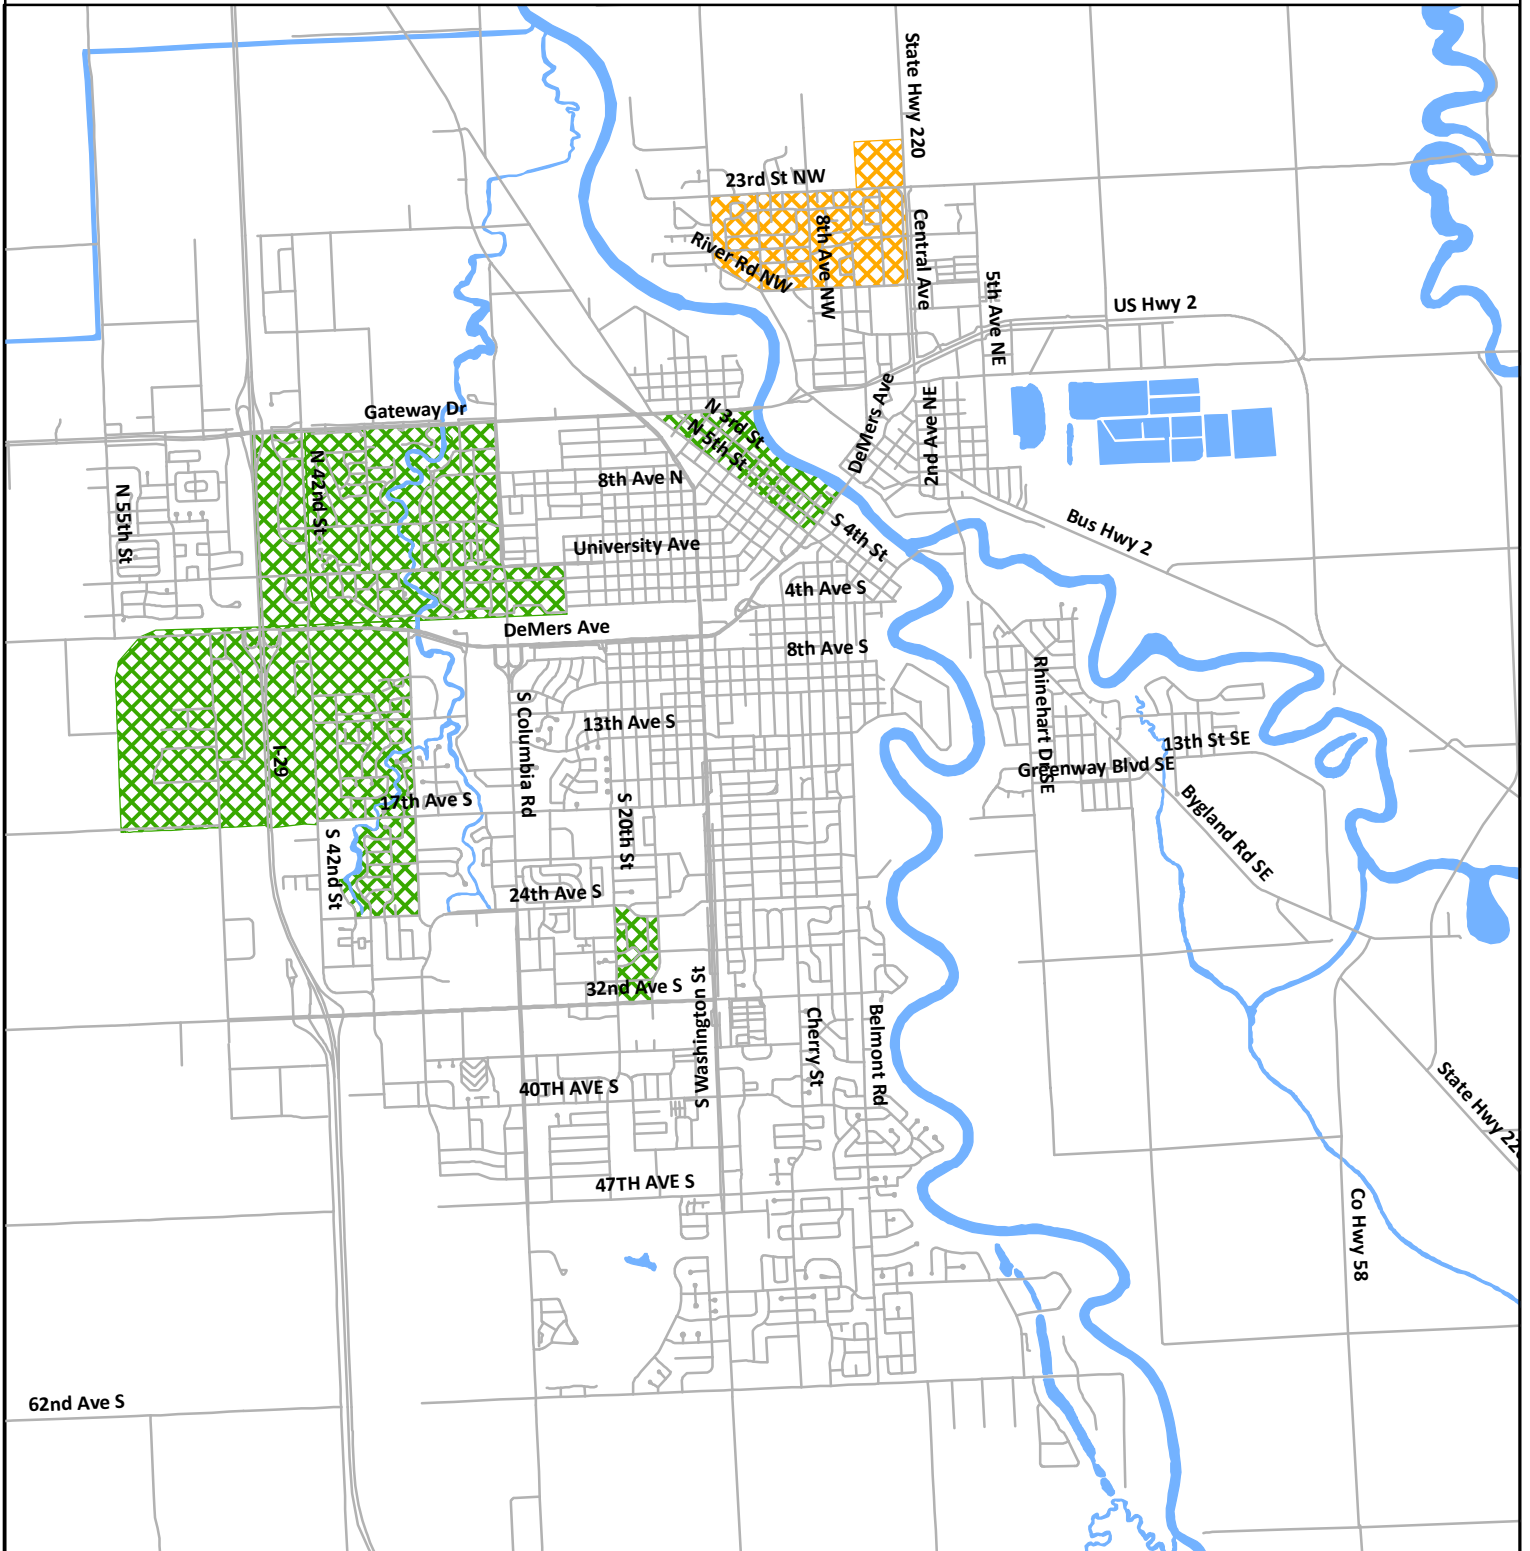 State Hwy 220
23rd St NW
8th Ave NW
Central Ave
River Rd NW
5th Ave NE
US Hwy 2
Gateway Dr
N 3rd St
N 5th St
DeMers Ave
2nd Ave NE
N 42nd St
8th Ave N
N 55th St
University Ave
S 4th St
Bus Hwy 2
4th Ave S
DeMers Ave
8th Ave S
Rhinehart Dr SE
S Columbia Rd
13th Ave S
13th St SE
I-29
Greenway Blvd SE
17th Ave S
S 20th St
Bygland Rd SE
S 42nd St
24th Ave S
32nd Ave S
S Washington St
Cherry St
Belmont Rd
40TH AVE S
State Hwy 220
47TH AVE S
Co Hwy 58
62nd Ave S